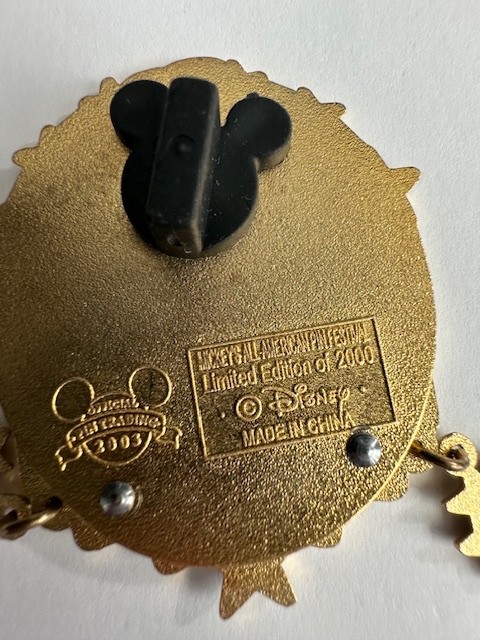 MICKEY'S ALL-AMERICAN PIN FESTIVAL
Limited Edition of 2000
· © DISNEY ·
MADE IN CHINA
OFFICIAL
PIN TRADING
2003